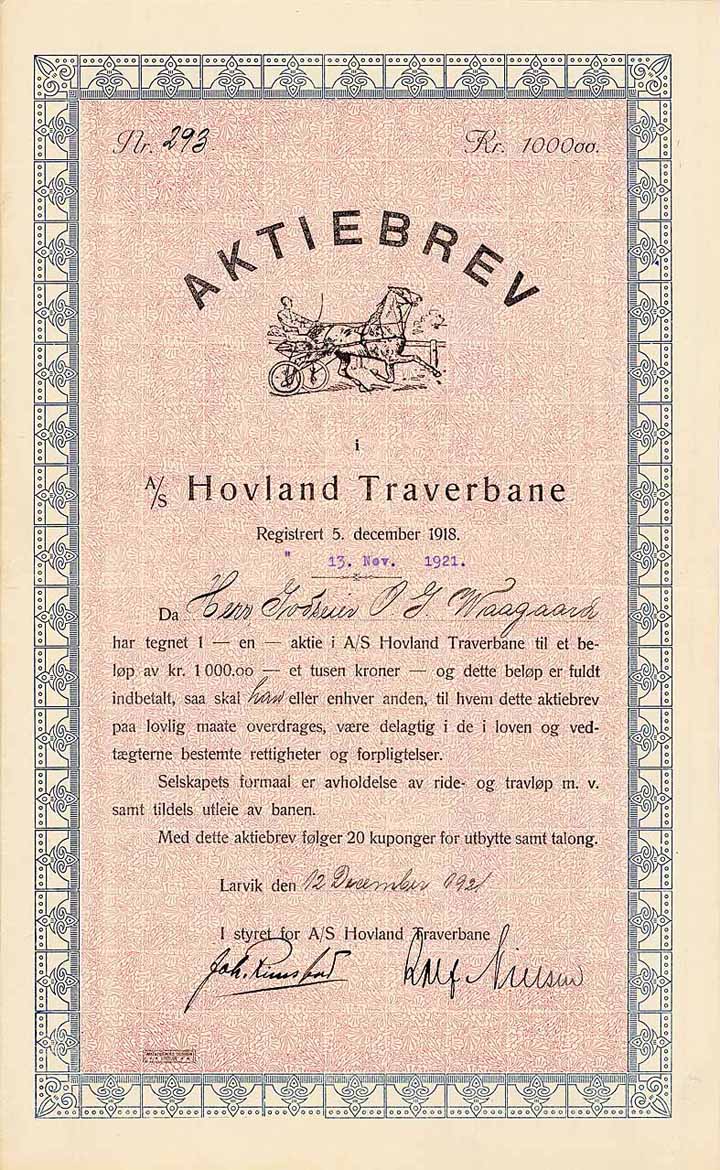 Nr. 293 Kr. 1000oo.
AKTIEBREV
i
A/S Hovland Traverbane
Registrert 5. december 1918.
" 13. Nov. 1921.
Da Herr Godseier O J Waagaard
har tegnet 1 — en — aktie i A/S Hovland Traverbane til et be-
løp av kr. 1000.oo — et tusen kroner — og dette beløp er fuldt
indbetalt, saa skal han eller enhver anden, til hvem dette aktiebrev
paa lovlig maate overdrages, være delagtig i de i loven og ved-
tægterne bestemte rettigheter og forpligtelser.
Selskapets formaal er avholdelse av ride- og travløp m. v.
samt tildels utleie av banen.
Med dette aktiebrev følger 20 kuponger for utbytte samt talong.
Larvik den 12 December 1921
I styret for A/S Hovland Traverbane
Joh. Rolf Nielsen